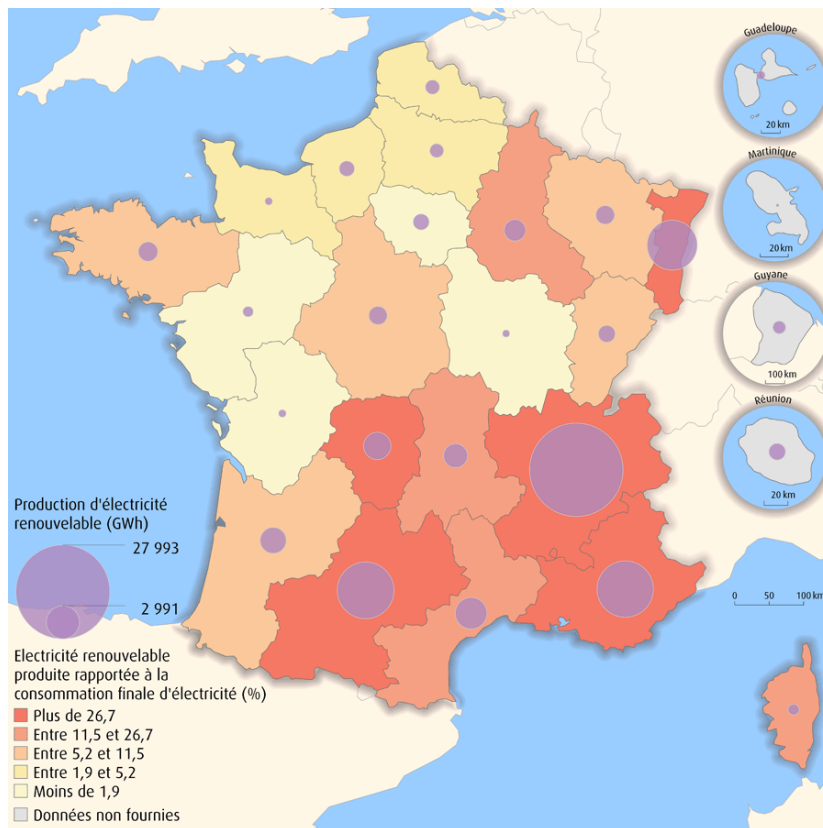 Guadeloupe
20 km
Martinique
20 km
Guyane
100 km
Réunion
20 km
0 50 100 km
Production d'électricité
renouvelable (GWh)
27 993
2 991
Electricité renouvelable
produite rapportée à la
consommation finale d'électricité (%)
Plus de 26,7
Entre 11,5 et 26,7
Entre 5,2 et 11,5
Entre 1,9 et 5,2
Moins de 1,9
Données non fournies